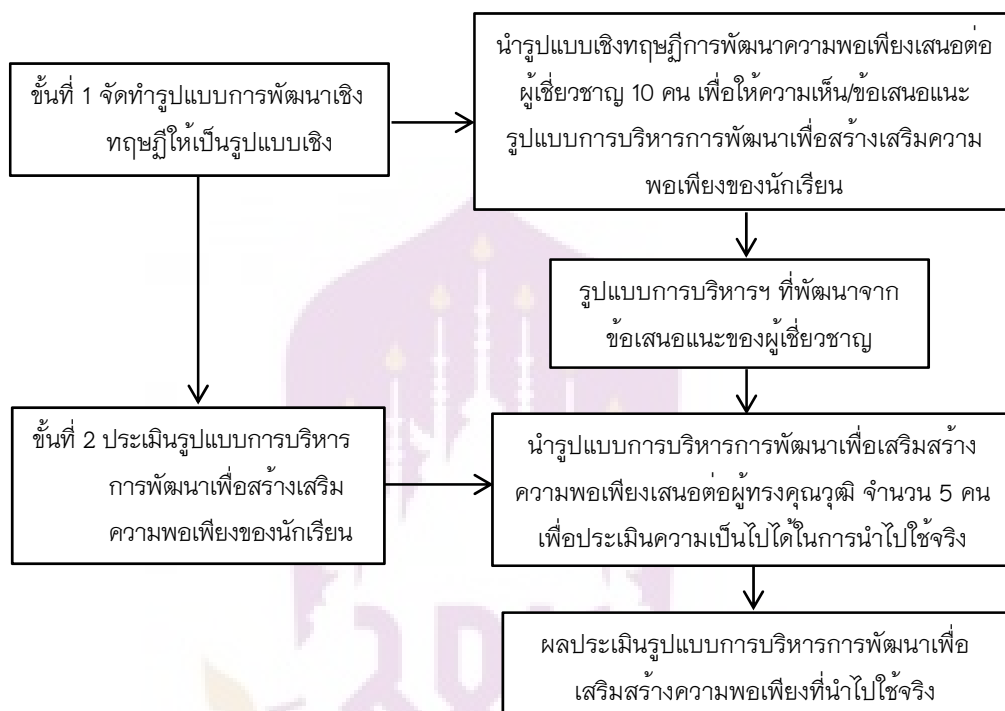 ขั้นที่ 1 จัดทำรูปแบบการพัฒนาเชิง
ทฤษฏีให้เป็นรูปแบบเชิง
นำรูปแบบเชิงทฤษฏีการพัฒนาความพอเพียงเสนอต่อ
ผู้เชี่ยวชาญ 10 คน เพื่อให้ความเห็น/ข้อเสนอแนะ
รูปแบบการบริหารการพัฒนาเพื่อสร้างเสริมความ
พอเพียงของนักเรียน
รูปแบบการบริหารฯ ที่พัฒนาจาก
ข้อเสนอแนะของผู้เชี่ยวชาญ
ขั้นที่ 2 ประเมินรูปแบบการบริหาร
การพัฒนาเพื่อสร้างเสริม
ความพอเพียงของนักเรียน
นำรูปแบบการบริหารการพัฒนาเพื่อเสริมสร้าง
ความพอเพียงเสนอต่อผู้ทรงคุณวุฒิ จำนวน 5 คน
เพื่อประเมินความเป็นไปได้ในการนำไปใช้จริง
ผลประเมินรูปแบบการบริหารการพัฒนาเพื่อ
เสริมสร้างความพอเพียงที่นำไปใช้จริง